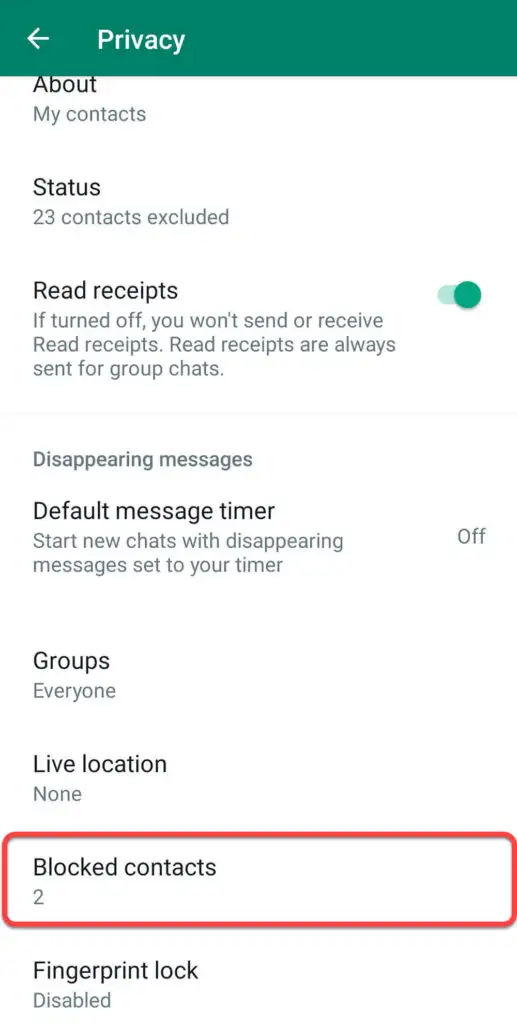 Privacy
About
My contacts
Status
23 contacts excluded
Read receipts
If turned off, you won't send or receive
Read receipts. Read receipts are always
sent for group chats.
Disappearing messages
Default message timer
Start new chats with disappearing
messages set to your timer
Off
Groups
Everyone
Live location
None
Blocked contacts
2
Fingerprint lock
Disabled